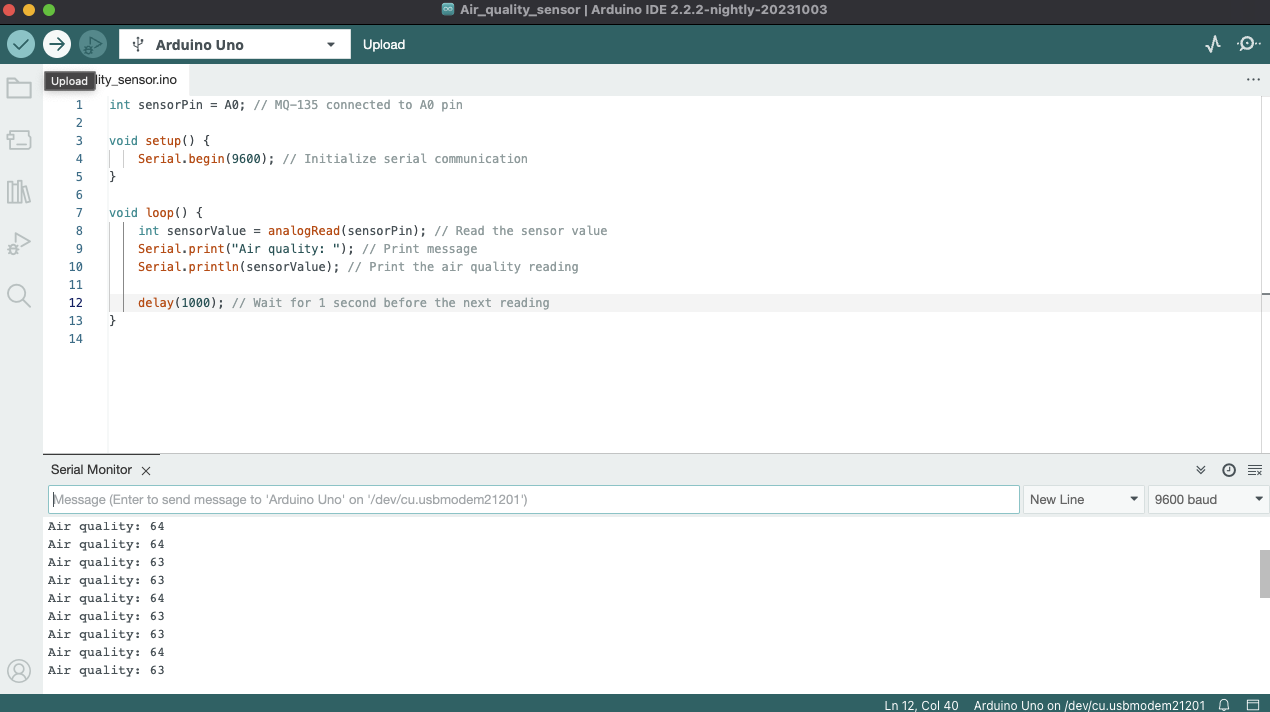 Air_quality_sensor | Arduino IDE 2.2.2-nightly-20231003
Arduino Uno
Upload
Upload
lity_sensor.ino
1 int sensorPin = A0; // MQ-135 connected to A0 pin
2
3 void setup() {
4 Serial.begin(9600); // Initialize serial communication
5 }
6
7 void loop() {
8 int sensorValue = analogRead(sensorPin); // Read the sensor value
9 Serial.print("Air quality: "); // Print message
10 Serial.println(sensorValue); // Print the air quality reading
11
12 delay(1000); // Wait for 1 second before the next reading
13 }
14
Serial Monitor
Message (Enter to send message to 'Arduino Uno' on '/dev/cu.usbmodem21201')
New Line
9600 baud
Air quality: 64
Air quality: 64
Air quality: 63
Air quality: 63
Air quality: 64
Air quality: 63
Air quality: 63
Air quality: 64
Air quality: 63
Ln 12, Col 40 Arduino Uno on /dev/cu.usbmodem21201